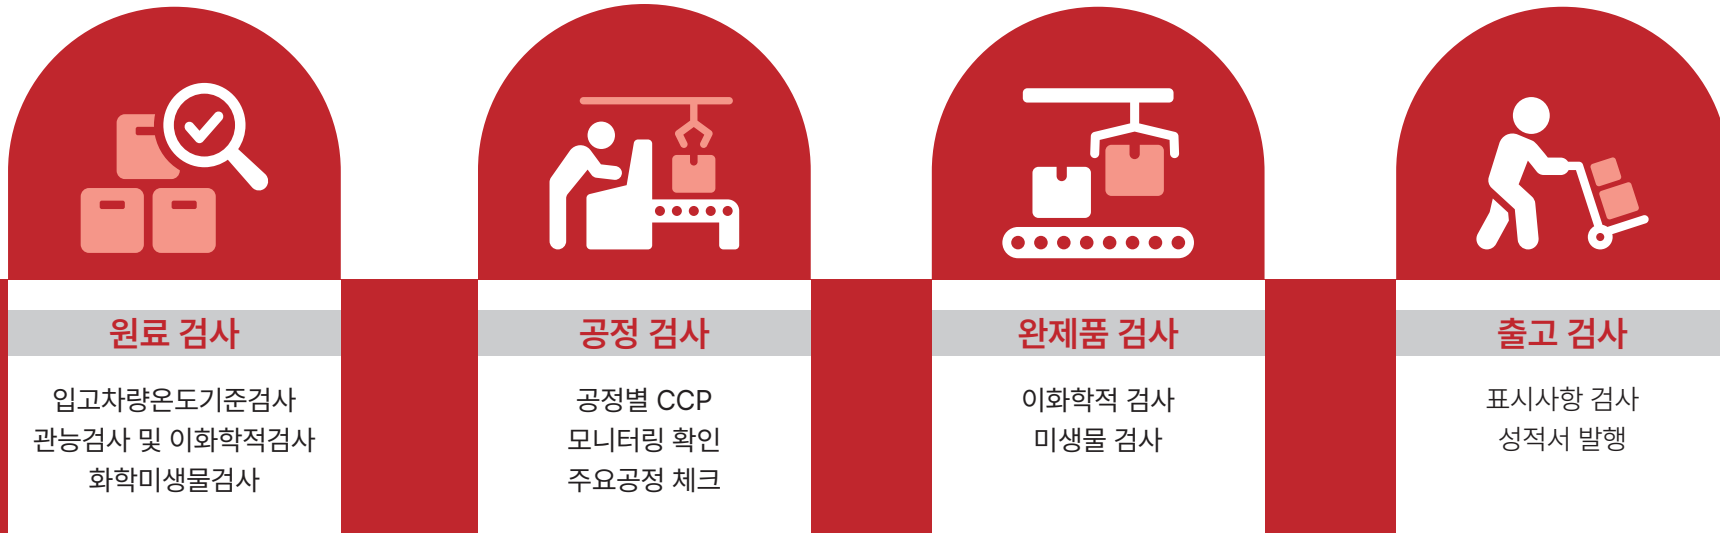 원료 검사
입고차량온도기준검사
관능검사 및 이화학적검사
화학미생물검사
공정 검사
공정별 CCP
모니터링 확인
주요공정 체크
완제품 검사
이화학적 검사
미생물 검사
출고 검사
표시사항 검사
성적서 발행